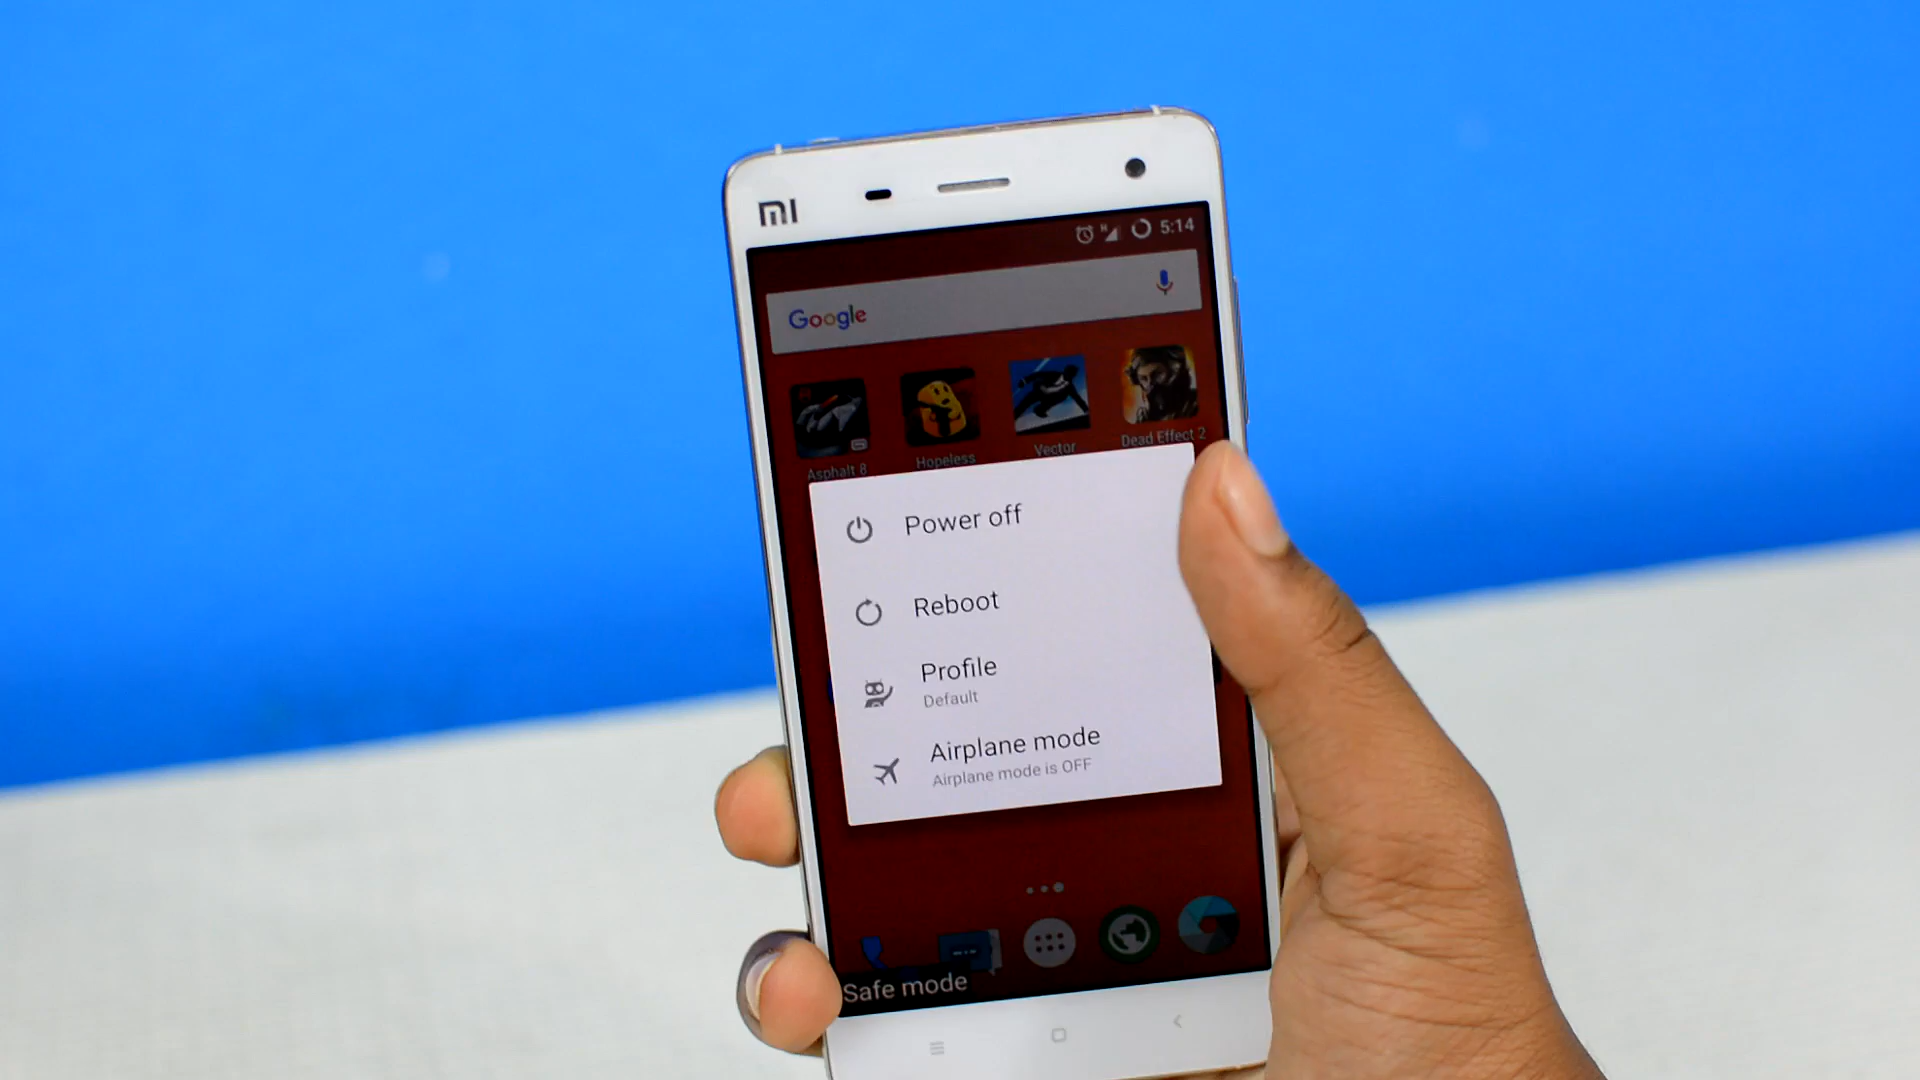 MI
H 5:14
Google
Asphalt 8 Hopeless Vector Dead Effect 2
Power off
Reboot
Profile
Default
Airplane mode
Airplane mode is OFF
Safe mode